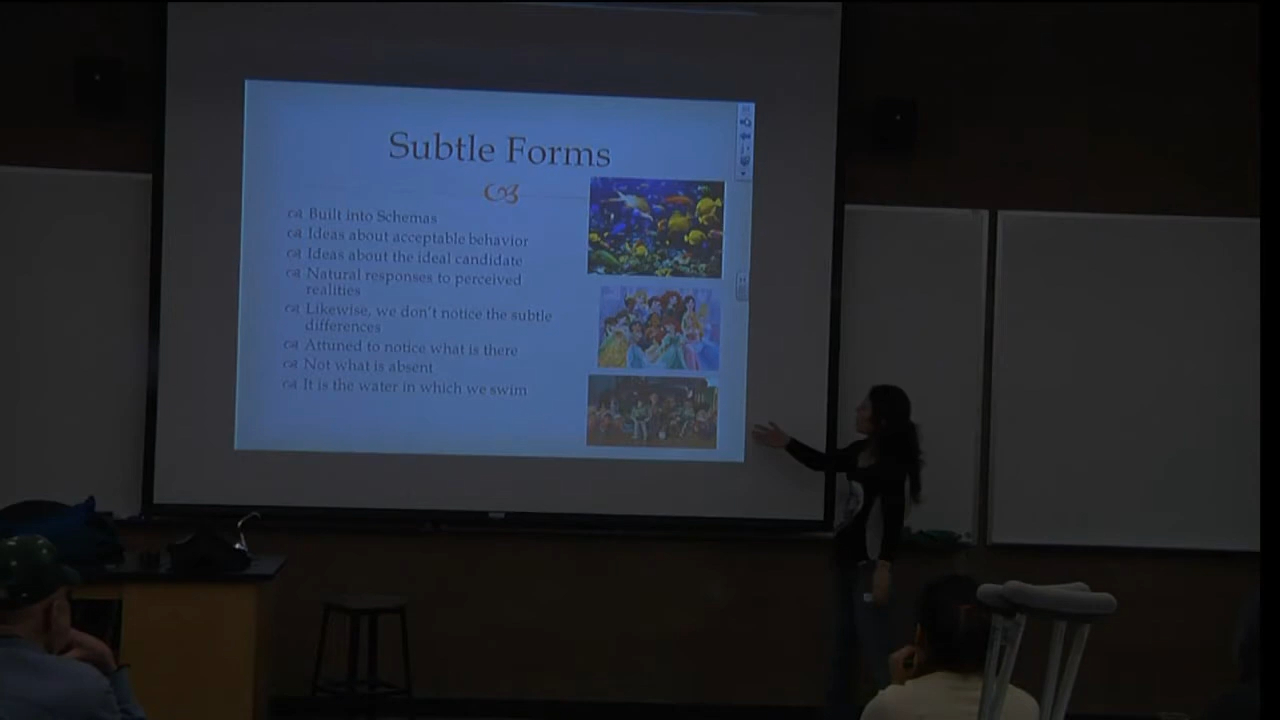 Subtle Forms
Built into Schemas
Ideas about acceptable behavior
Ideas about the ideal candidate
Natural responses to perceived
realities
Likewise, we don't notice the subtle
differences
Attuned to notice what is there
Not what is absent
It is the water in which we swim